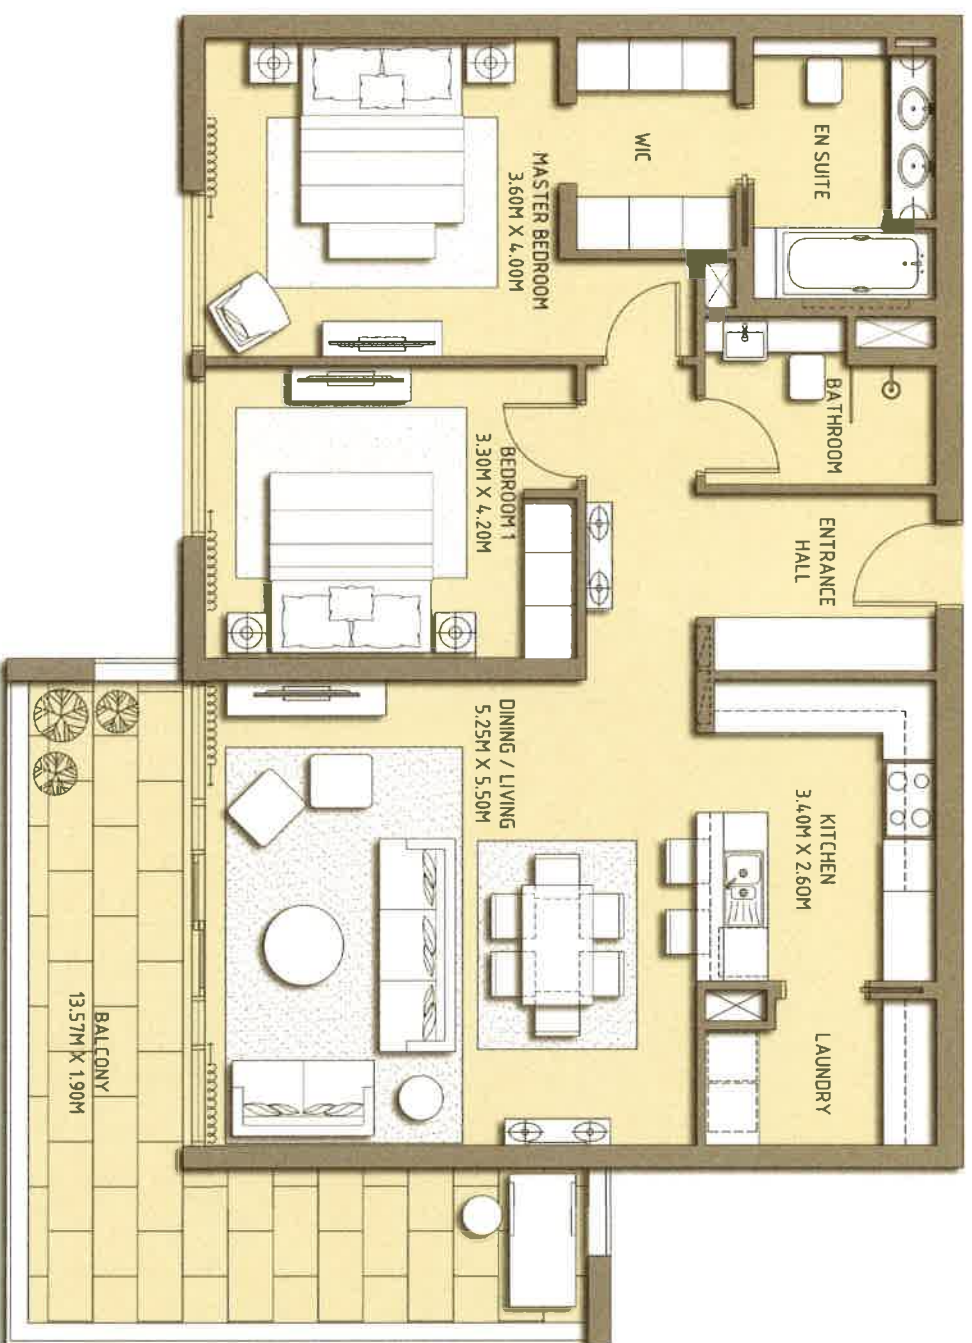 EN SUITE
WIC
MASTER BEDROOM
3.60M X 4.00M
BATHROOM
BEDROOM 1
3.30M X 4.20M
ENTRANCE
HALL
DINING / LIVING
5.25M X 5.50M
KITCHEN
3.40M X 2.60M
LAUNDRY
BALCONY
13.57M X 1.90M